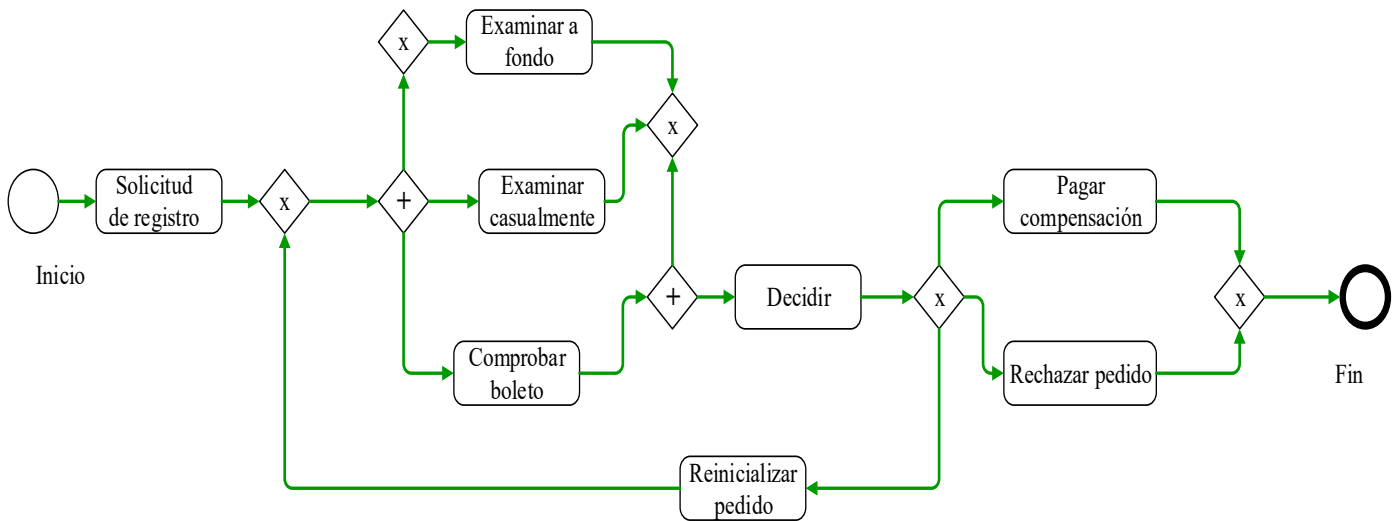 x
Examinar a
fondo
x
Solicitud
de registro
x
+
Examinar
casualmente
Pagar
compensación
Inicio
+
Decidir
x
x
Comprobar
boleto
Rechazar pedido
Fin
Reinicializar
pedido